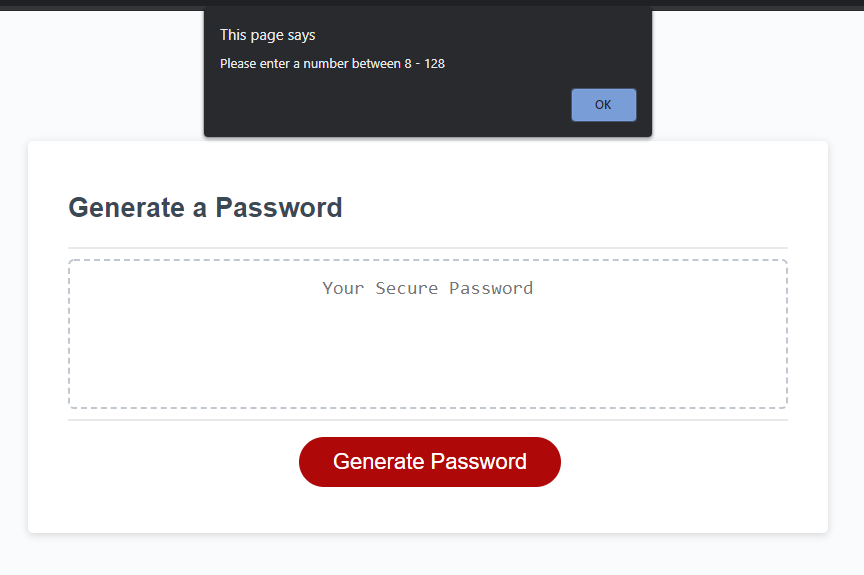 This page says
Please enter a number between 8 - 128
OK
Generate a Password
Your Secure Password
Generate Password